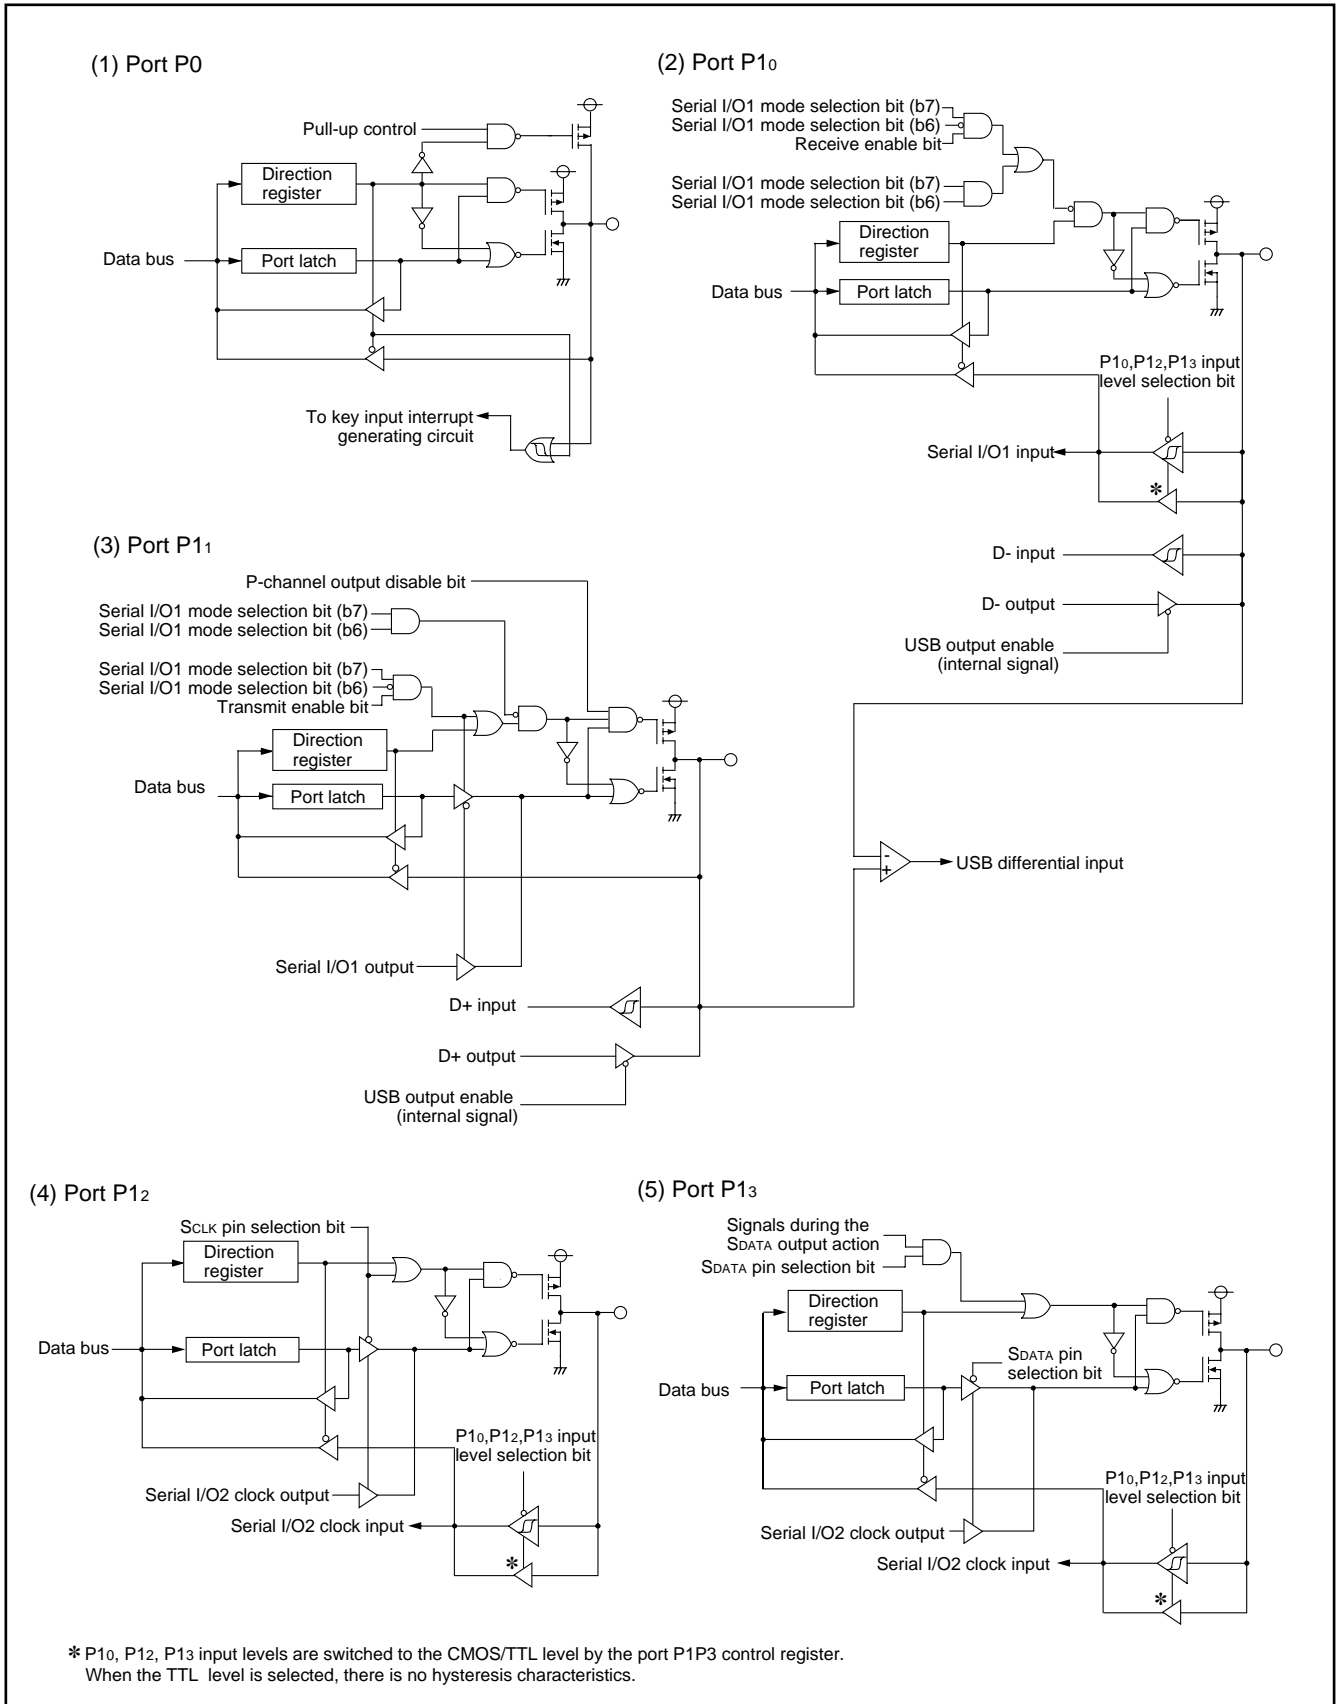 (1) Port P0
Pull-up control
Direction
register
Data bus
Port latch
To key input interrupt
generating circuit
(2) Port P10
Serial I/O1 mode selection bit (b7)
Serial I/O1 mode selection bit (b6)
Receive enable bit
Serial I/O1 mode selection bit (b7)
Serial I/O1 mode selection bit (b6)
Direction
register
Data bus
Port latch
P10,P12,P13 input
level selection bit
Serial I/O1 input
*
D- input
D- output
USB output enable
(internal signal)
(3) Port P11
P-channel output disable bit
Serial I/O1 mode selection bit (b7)
Serial I/O1 mode selection bit (b6)
Serial I/O1 mode selection bit (b7)
Serial I/O1 mode selection bit (b6)
Transmit enable bit
Direction
register
Data bus
Port latch
-
+
USB differential input
Serial I/O1 output
D+ input
D+ output
USB output enable
(internal signal)
(4) Port P12
SCLK pin selection bit
Direction
register
Data bus
Port latch
P10,P12,P13 input
level selection bit
Serial I/O2 clock output
Serial I/O2 clock input
*
(5) Port P13
Signals during the
SDATA output action
SDATA pin selection bit
Direction
register
SDATA pin
selection bit
Data bus
Port latch
P10,P12,P13 input
level selection bit
Serial I/O2 clock output
Serial I/O2 clock input
*
* P10, P12, P13 input levels are switched to the CMOS/TTL level by the port P1P3 control register.
When the TTL level is selected, there is no hysteresis characteristics.